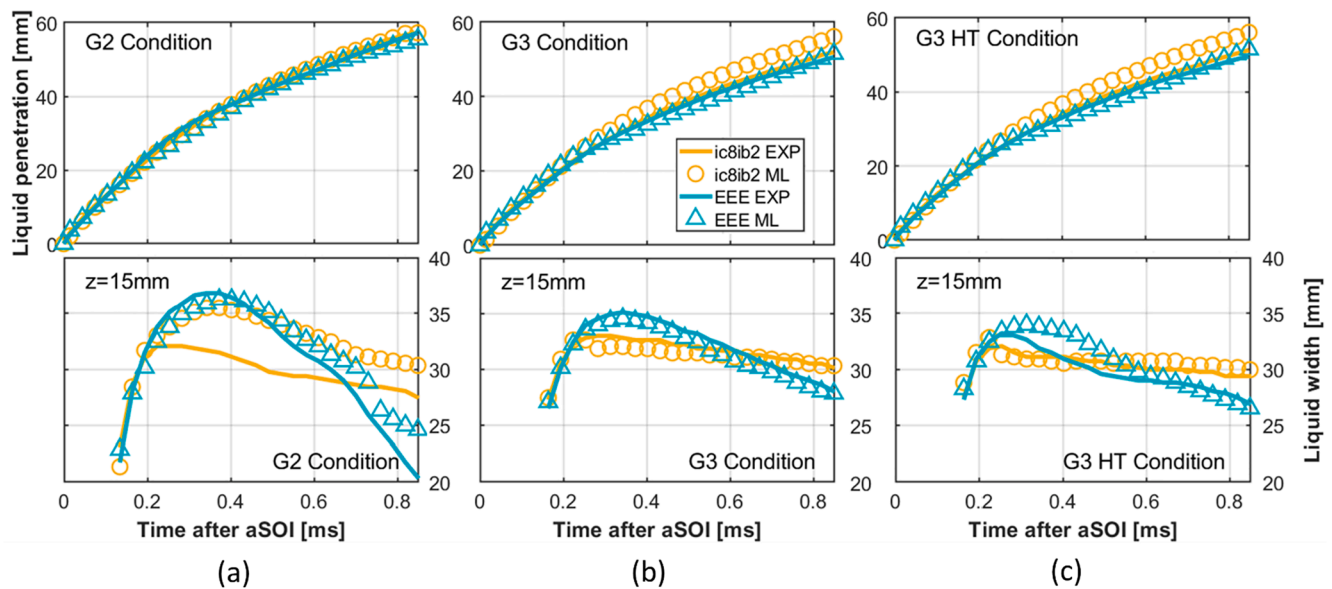 Liquid penetration [mm]
60
40
20
0
G2 Condition
60
40
20
0
G3 Condition
ic8ib2 EXP
ic8ib2 ML
EEE EXP
EEE ML
60
40
20
0
G3 HT Condition
z=15mm
G2 Condition
40
35
30
25
20
0 0.2 0.4 0.6 0.8
Time after aSOI [ms]
z=15mm
G3 Condition
40
35
30
25
20
0 0.2 0.4 0.6 0.8
Time after aSOI [ms]
z=15mm
G3 HT Condition
40
35
30
25
20
Liquid width [mm]
0 0.2 0.4 0.6 0.8
Time after aSOI [ms]
(a) (b) (c)